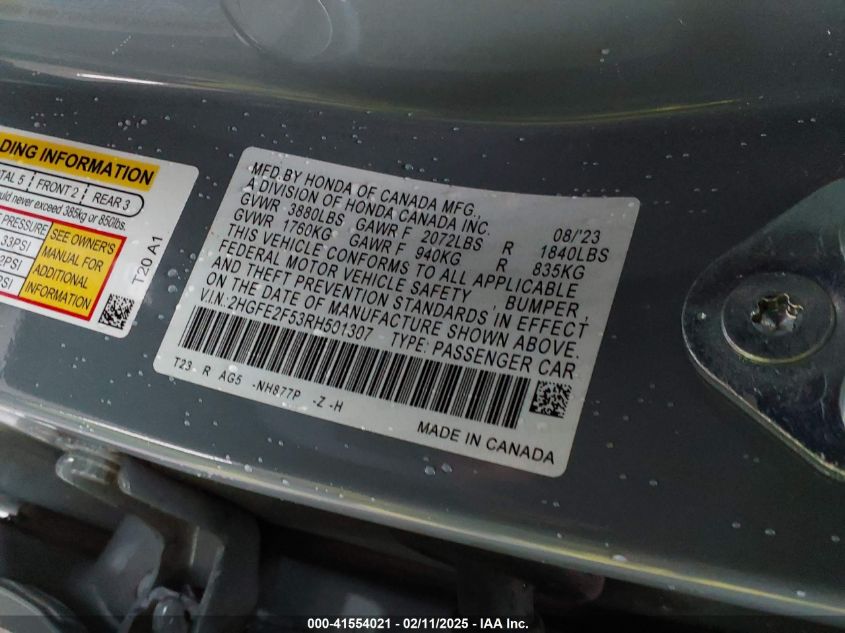 DING INFORMATION
TAL 5 FRONT 2 REAR 3
uld never exceed 385kg or 850lbs.
PRESSURE
33PSI
2PSI
PSI
SEE OWNER'S
MANUAL FOR
ADDITIONAL
INFORMATION
T20 A1
MFD.BY HONDA OF CANADA MFG.,
A DIVISION OF HONDA CANADA INC. 08/'23
GVWR 3880LBS GAWR F 2072LBS R 1840LBS
GVWR 1760KG GAWR F 940KG R 835KG
THIS VEHICLE CONFORMS TO ALL APPLICABLE
FEDERAL MOTOR VEHICLE SAFETY , BUMPER,
AND THEFT PREVENTION STANDARDS IN EFFECT
ON THE DATE OF MANUFACTURE SHOWN ABOVE.
V.I.N:2HGFE2F53RH501307 TYPE: PASSENGER CAR
T23 R AG5 -NH877P -Z -H
MADE IN CANADA
000-41554021 - 02/11/2025 - IAA Inc.